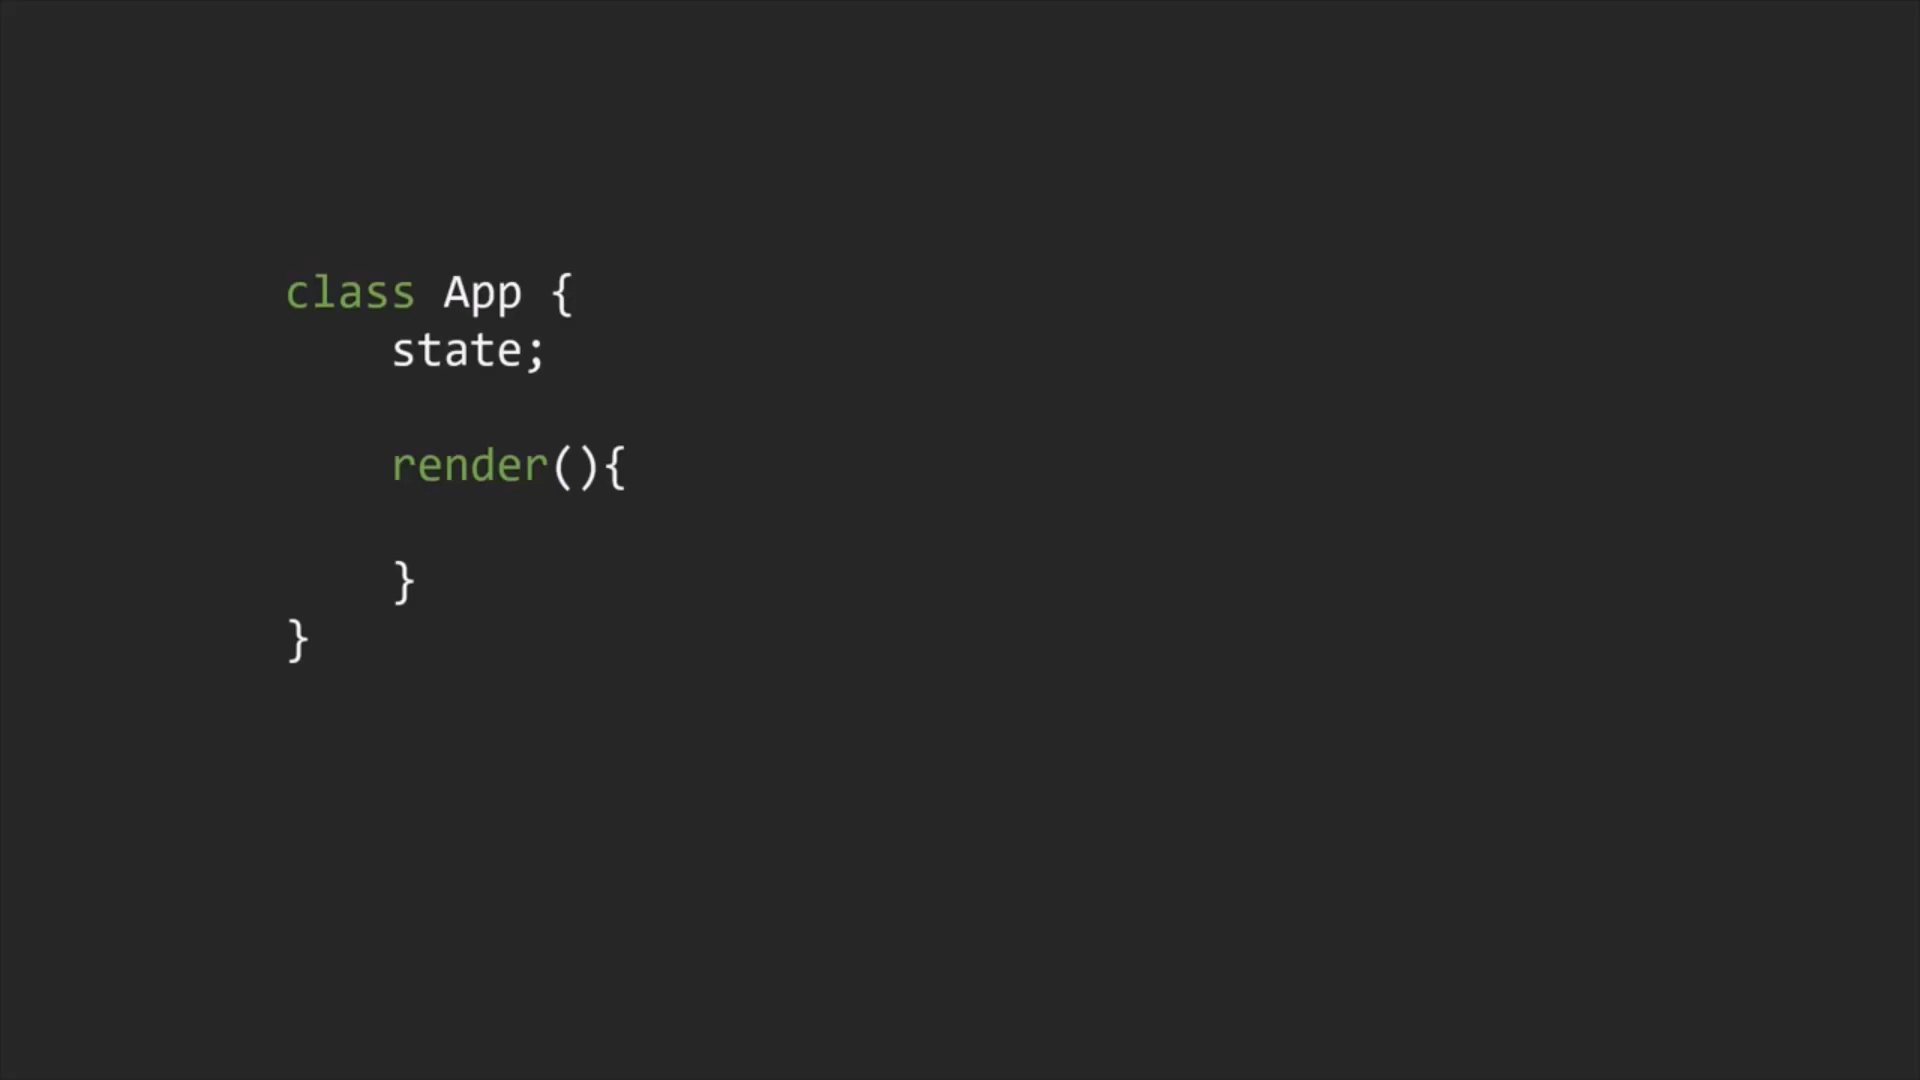 class App {
    state;
    render(){
    }
}